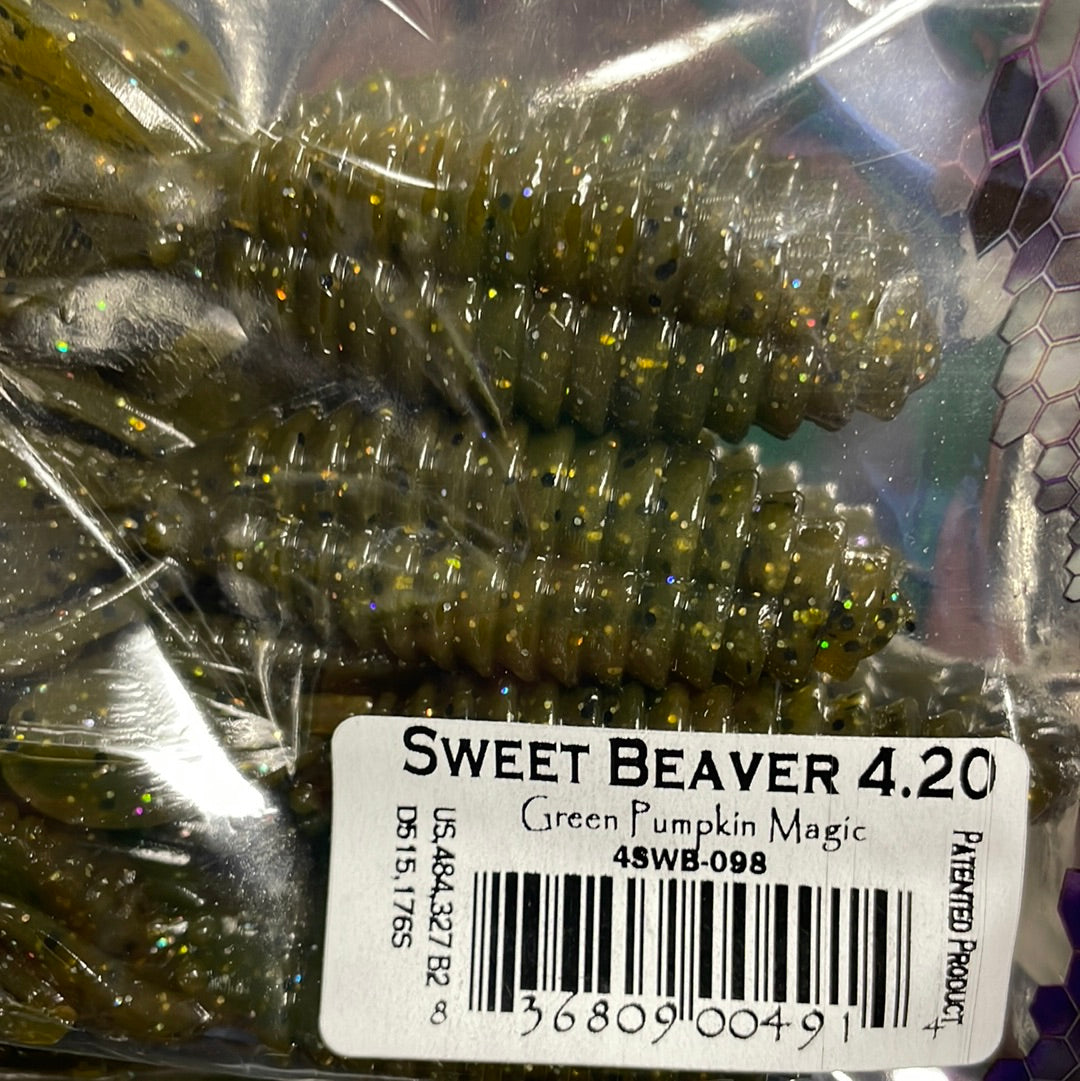 SWEET BEAVER 4.20
Green Pumpkin Magic
4SWB-098
US,484,327 B2
D515,176S
PATENTED PRODUCT
8 36809 00491 4